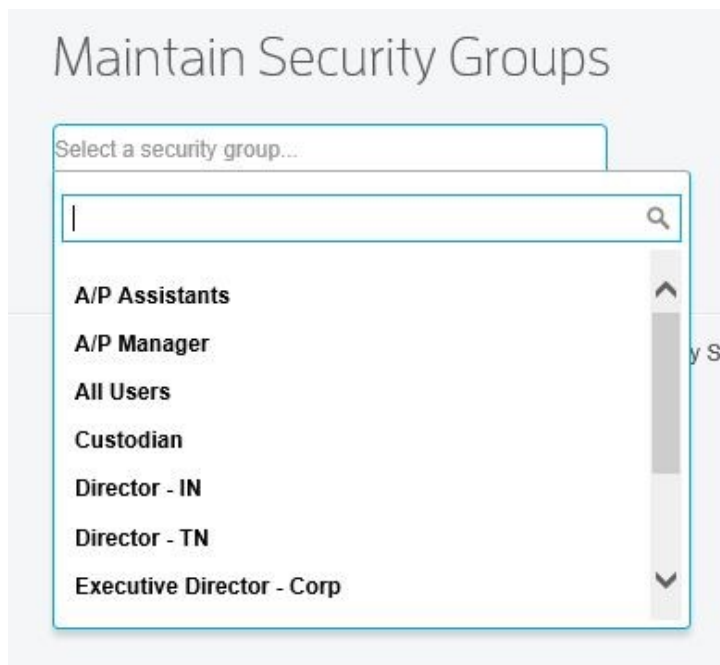 Maintain Security Groups
Select a security group...
A/P Assistants
A/P Manager
y S
All Users
Custodian
Director - IN
Director - TN
Executive Director - Corp